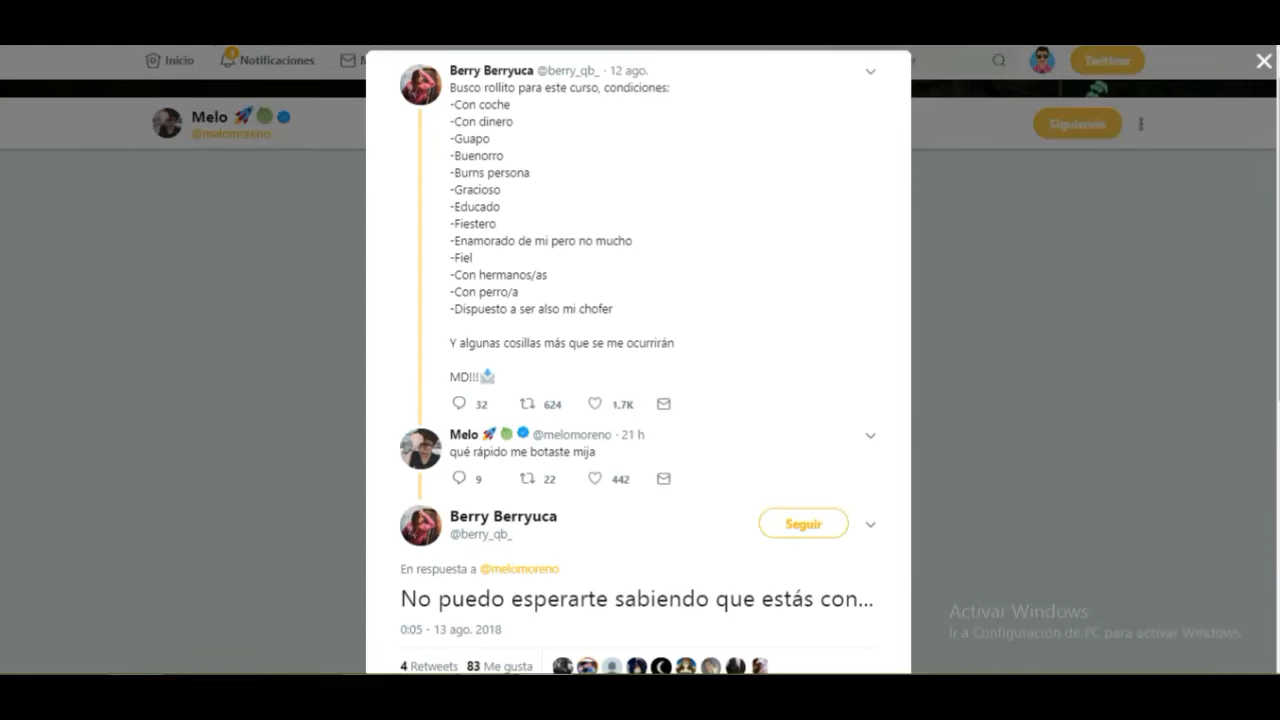 Inicio
Notificaciones
M
Twittear
Melo
@melomoreno
Siguiendo
Berry Berryuca @berry_qb_ · 12 ago.
Busco rollito para este curso, condiciones:
-Con coche
-Con dinero
-Guapo
-Buenorro
-Burns persona
-Gracioso
-Educado
-Fiestero
-Enamorado de mi pero no mucho
-Fiel
-Con hermanos/as
-Con perro/a
-Dispuesto a ser also mi chofer
Y algunas cosillas más que se me ocurrirán
MD!!!
32 624 1,7K
Melo @melomoreno · 21 h
qué rápido me botaste mija
9 22 442
Berry Berryuca
@berry_qb_
Seguir
En respuesta a @melomoreno
No puedo esperarte sabiendo que estás con...
0:05 - 13 ago. 2018
4 Retweets 83 Me gusta
Activar Windows
Ir a Configuración de PC para activar Windows.